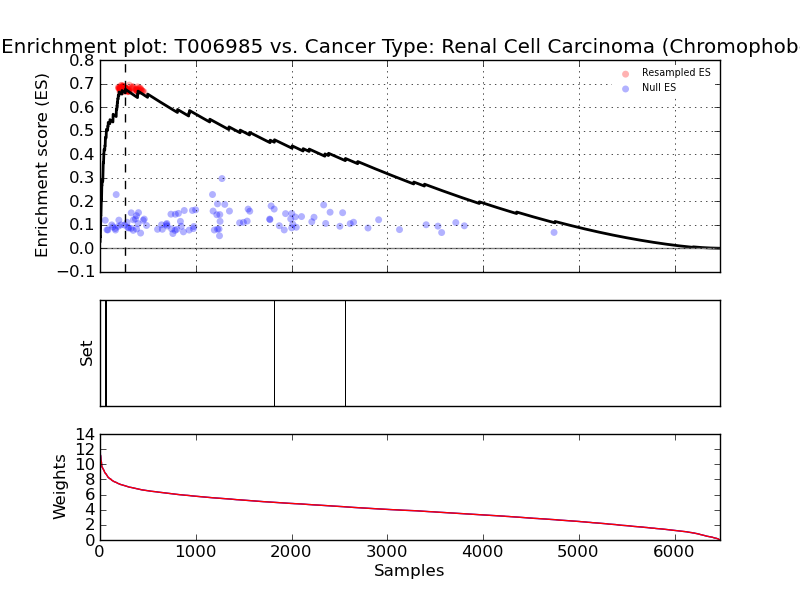 Enrichment plot: T006985 vs. Cancer Type: Renal Cell Carcinoma (Chromophob
0.8
0.7
0.6
0.5
0.4
0.3
0.2
0.1
0.0
−0.1
Enrichment score (ES)
Resampled ES
Null ES
Set
14
12
10
8
6
4
2
0
Weights
0 1000 2000 3000 4000 5000 6000
Samples